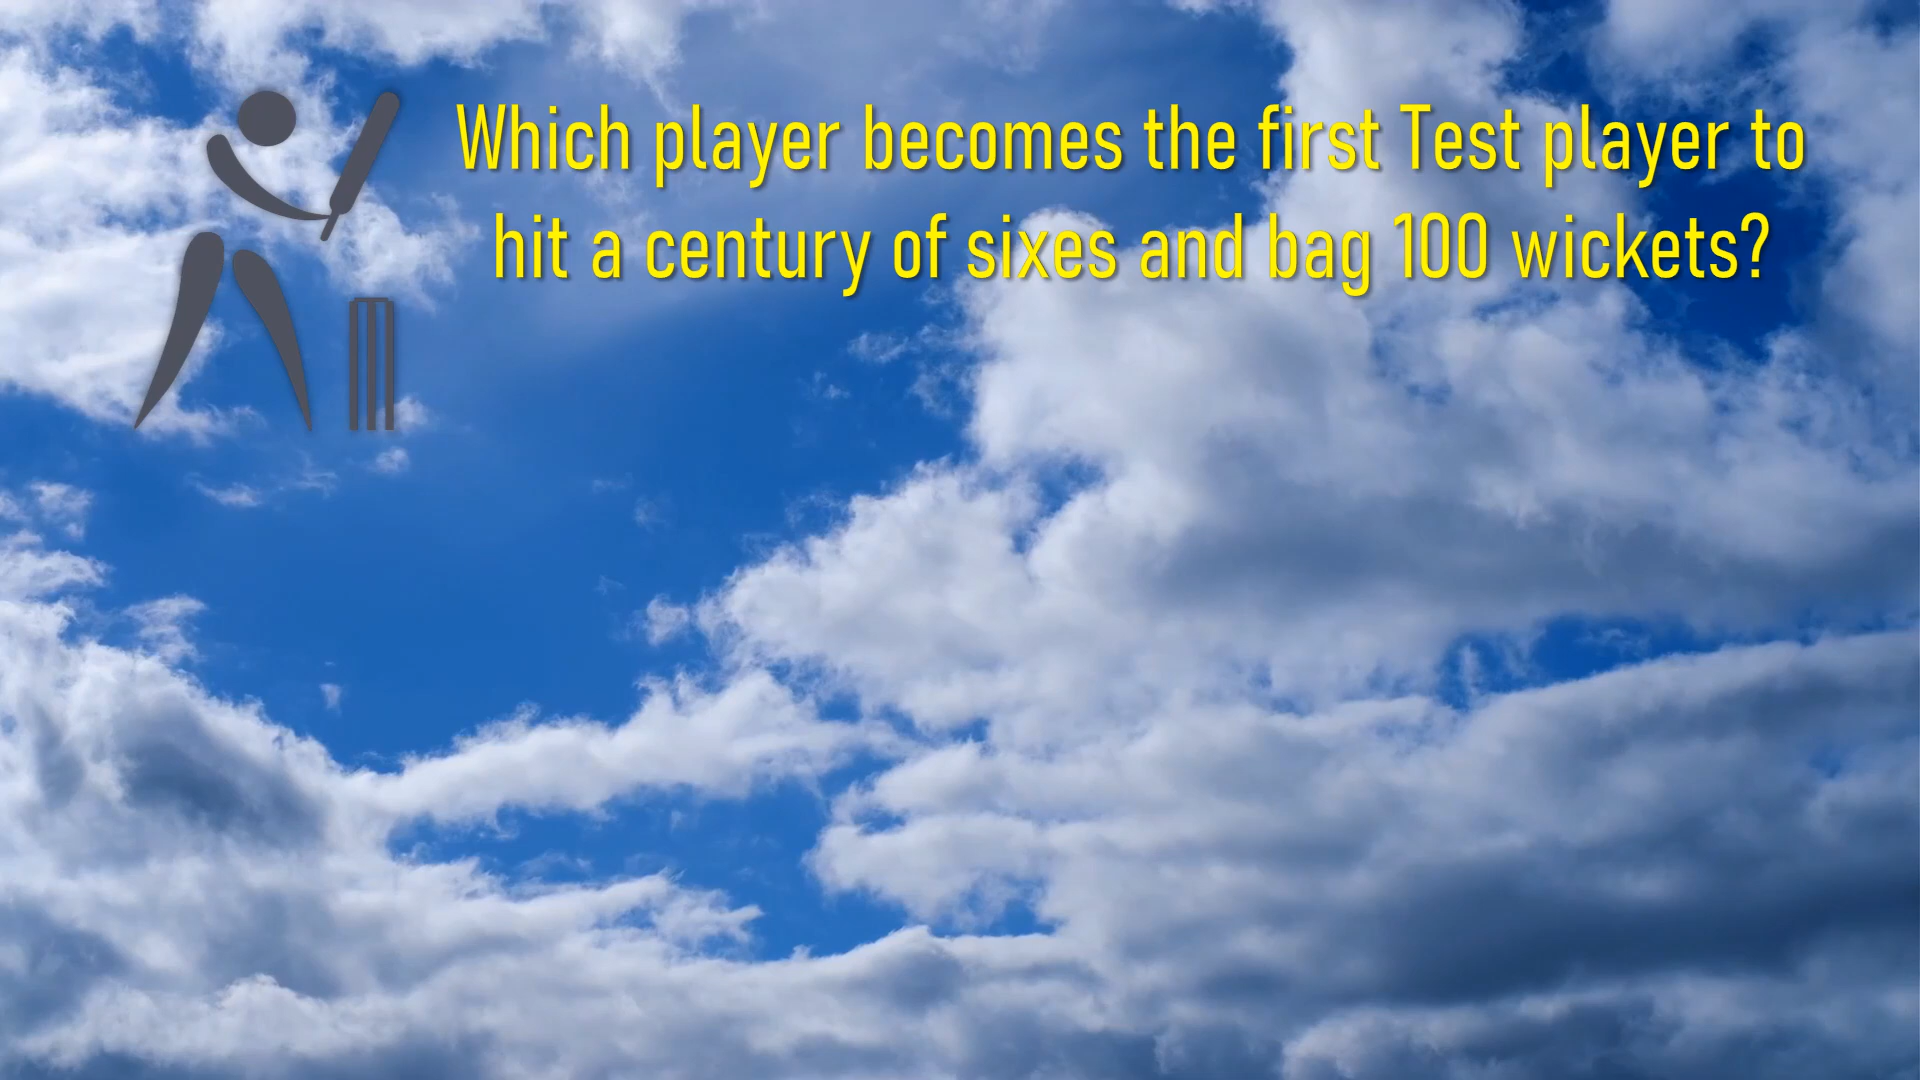 Which player becomes the first Test player to
hit a century of sixes and bag 100 wickets?